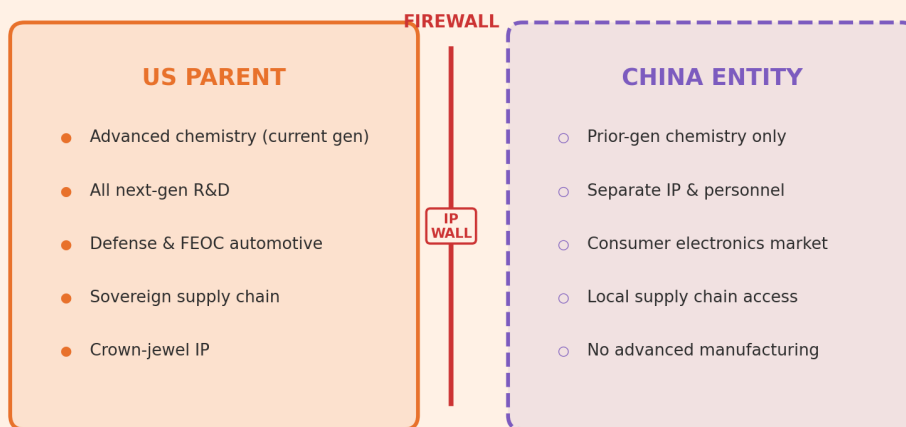 FIREWALL
US PARENT
Advanced chemistry (current gen)
All next-gen R&D
Defense & FEOC automotive
Sovereign supply chain
Crown-jewel IP
IP
WALL
CHINA ENTITY
Prior-gen chemistry only
Separate IP & personnel
Consumer electronics market
Local supply chain access
No advanced manufacturing